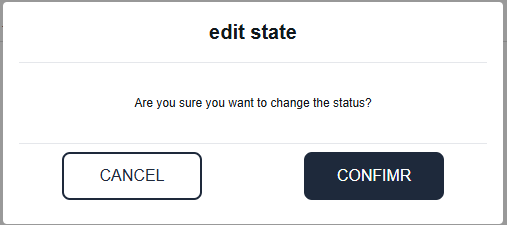 edit state
Are you sure you want to change the status?
CANCEL
CONFIMR